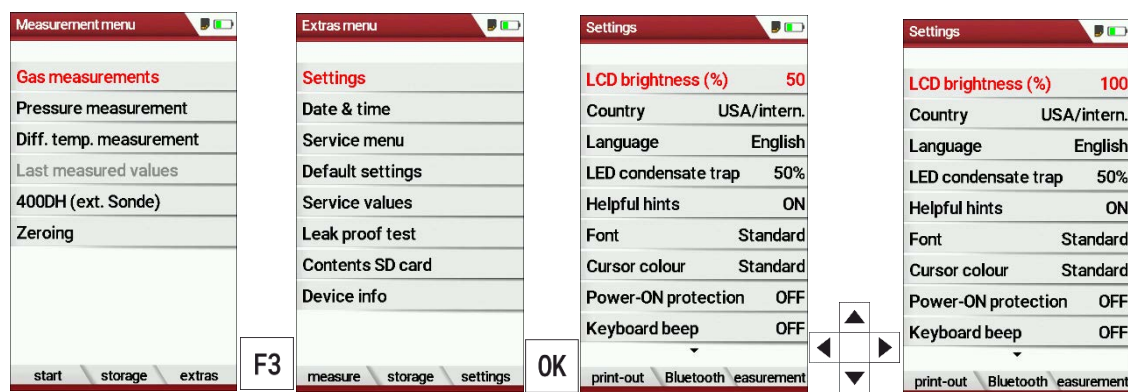 Measurement menu
Gas measurements
Pressure measurement
Diff. temp. measurement
Last measured values
400DH (ext. Sonde)
Zeroing
start storage extras
F3
Extras menu
Settings
Date & time
Service menu
Default settings
Service values
Leak proof test
Contents SD card
Device info
measure storage settings
OK
Settings
LCD brightness (%) 50
Country USA/intern.
Language English
LED condensate trap 50%
Helpful hints ON
Font Standard
Cursor colour Standard
Power-ON protection OFF
Keyboard beep OFF
print-out Bluetooth easurement
Settings
LCD brightness (%) 100
Country USA/intern.
Language English
LED condensate trap 50%
Helpful hints ON
Font Standard
Cursor colour Standard
Power-ON protection OFF
Keyboard beep OFF
print-out Bluetooth easurement